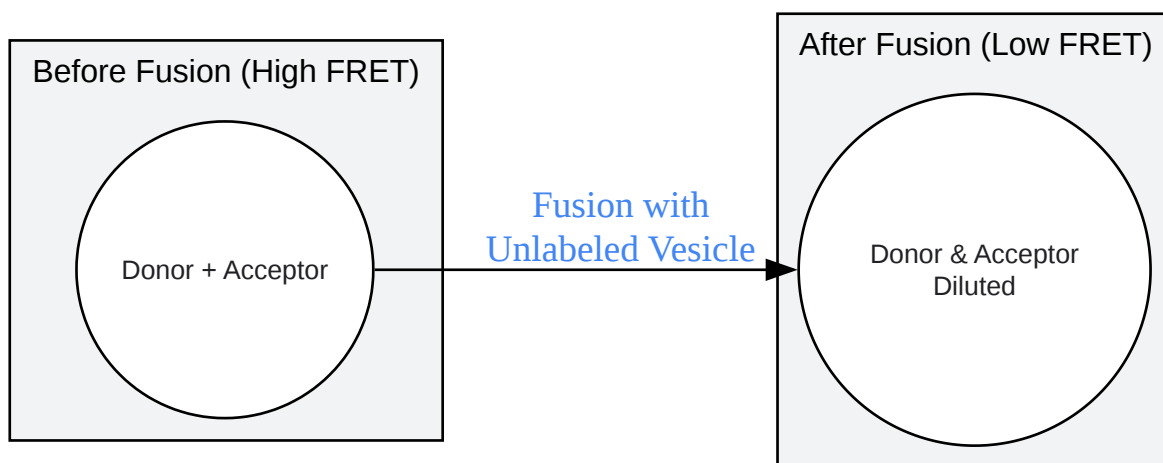 Before Fusion (High FRET)
Donor + Acceptor
Fusion with
Unlabeled Vesicle
After Fusion (Low FRET)
Donor & Acceptor
Diluted